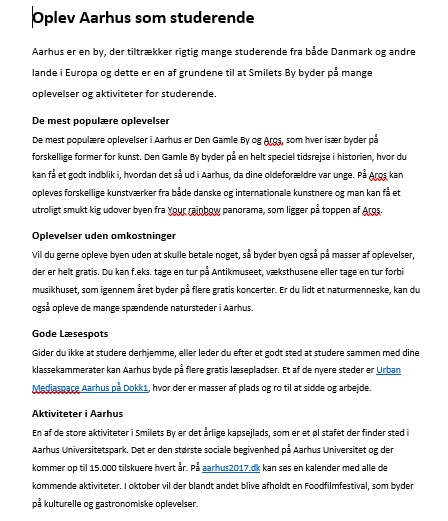 Oplev Aarhus som studerende
Aarhus er en by, der tiltrækker rigtig mange studerende fra både Danmark og andre
lande i Europa og dette er en af grundene til at Smilets By byder på mange
oplevelser og aktiviteter for studerende.
De mest populære oplevelser
De mest populære oplevelser i Aarhus er Den Gamle By og Aros, som hver især byder på
forskellige former for kunst. Den Gamle By byder på en helt speciel tidsrejse i historien, hvor du
kan få et godt indblik i, hvordan det så ud i Aarhus, da dine oldeforældre var unge. På Aros kan
opleves forskellige kunstværker fra både danske og internationale kunstnere og man kan få et
utroligt smukt kig udover byen fra Your rainbow panorama, som ligger på toppen af Aros.
Oplevelser uden omkostninger
Vil du gerne opleve byen uden at skulle betale noget, så byder byen også på masser af oplevelser,
der er helt gratis. Du kan f.eks. tage en tur på Antikmuseet, væksthusene eller tage en tur forbi
musikhuset, som igennem året byder på flere gratis koncerter. Er du lidt et naturmenneske, kan du
også opleve de mange spændende natursteder i Aarhus.
Gode Læsespots
Gider du ikke at studere derhjemme, eller leder du efter et godt sted at studere sammen med dine
klassekammerater kan Aarhus byde på flere gratis læsepladser. Et af de nyere steder er Urban
Mediaspace Aarhus på Dokk1, hvor der er masser af plads og ro til at sidde og arbejde.
Aktiviteter i Aarhus
En af de store aktiviteter i Smilets By er det årlige kapsejlads, som er et øl stafet der finder sted i
Aarhus Universitetspark. Det er den største sociale begivenhed på Aarhus Universitet og der
kommer op til 15.000 tilskuere hvert år. På aarhus2017.dk kan ses en kalender med alle de
kommende aktiviteter. I oktober vil der blandt andet blive afholdt en Foodfilmfestival, som byder
på kulturelle og gastronomiske oplevelser.